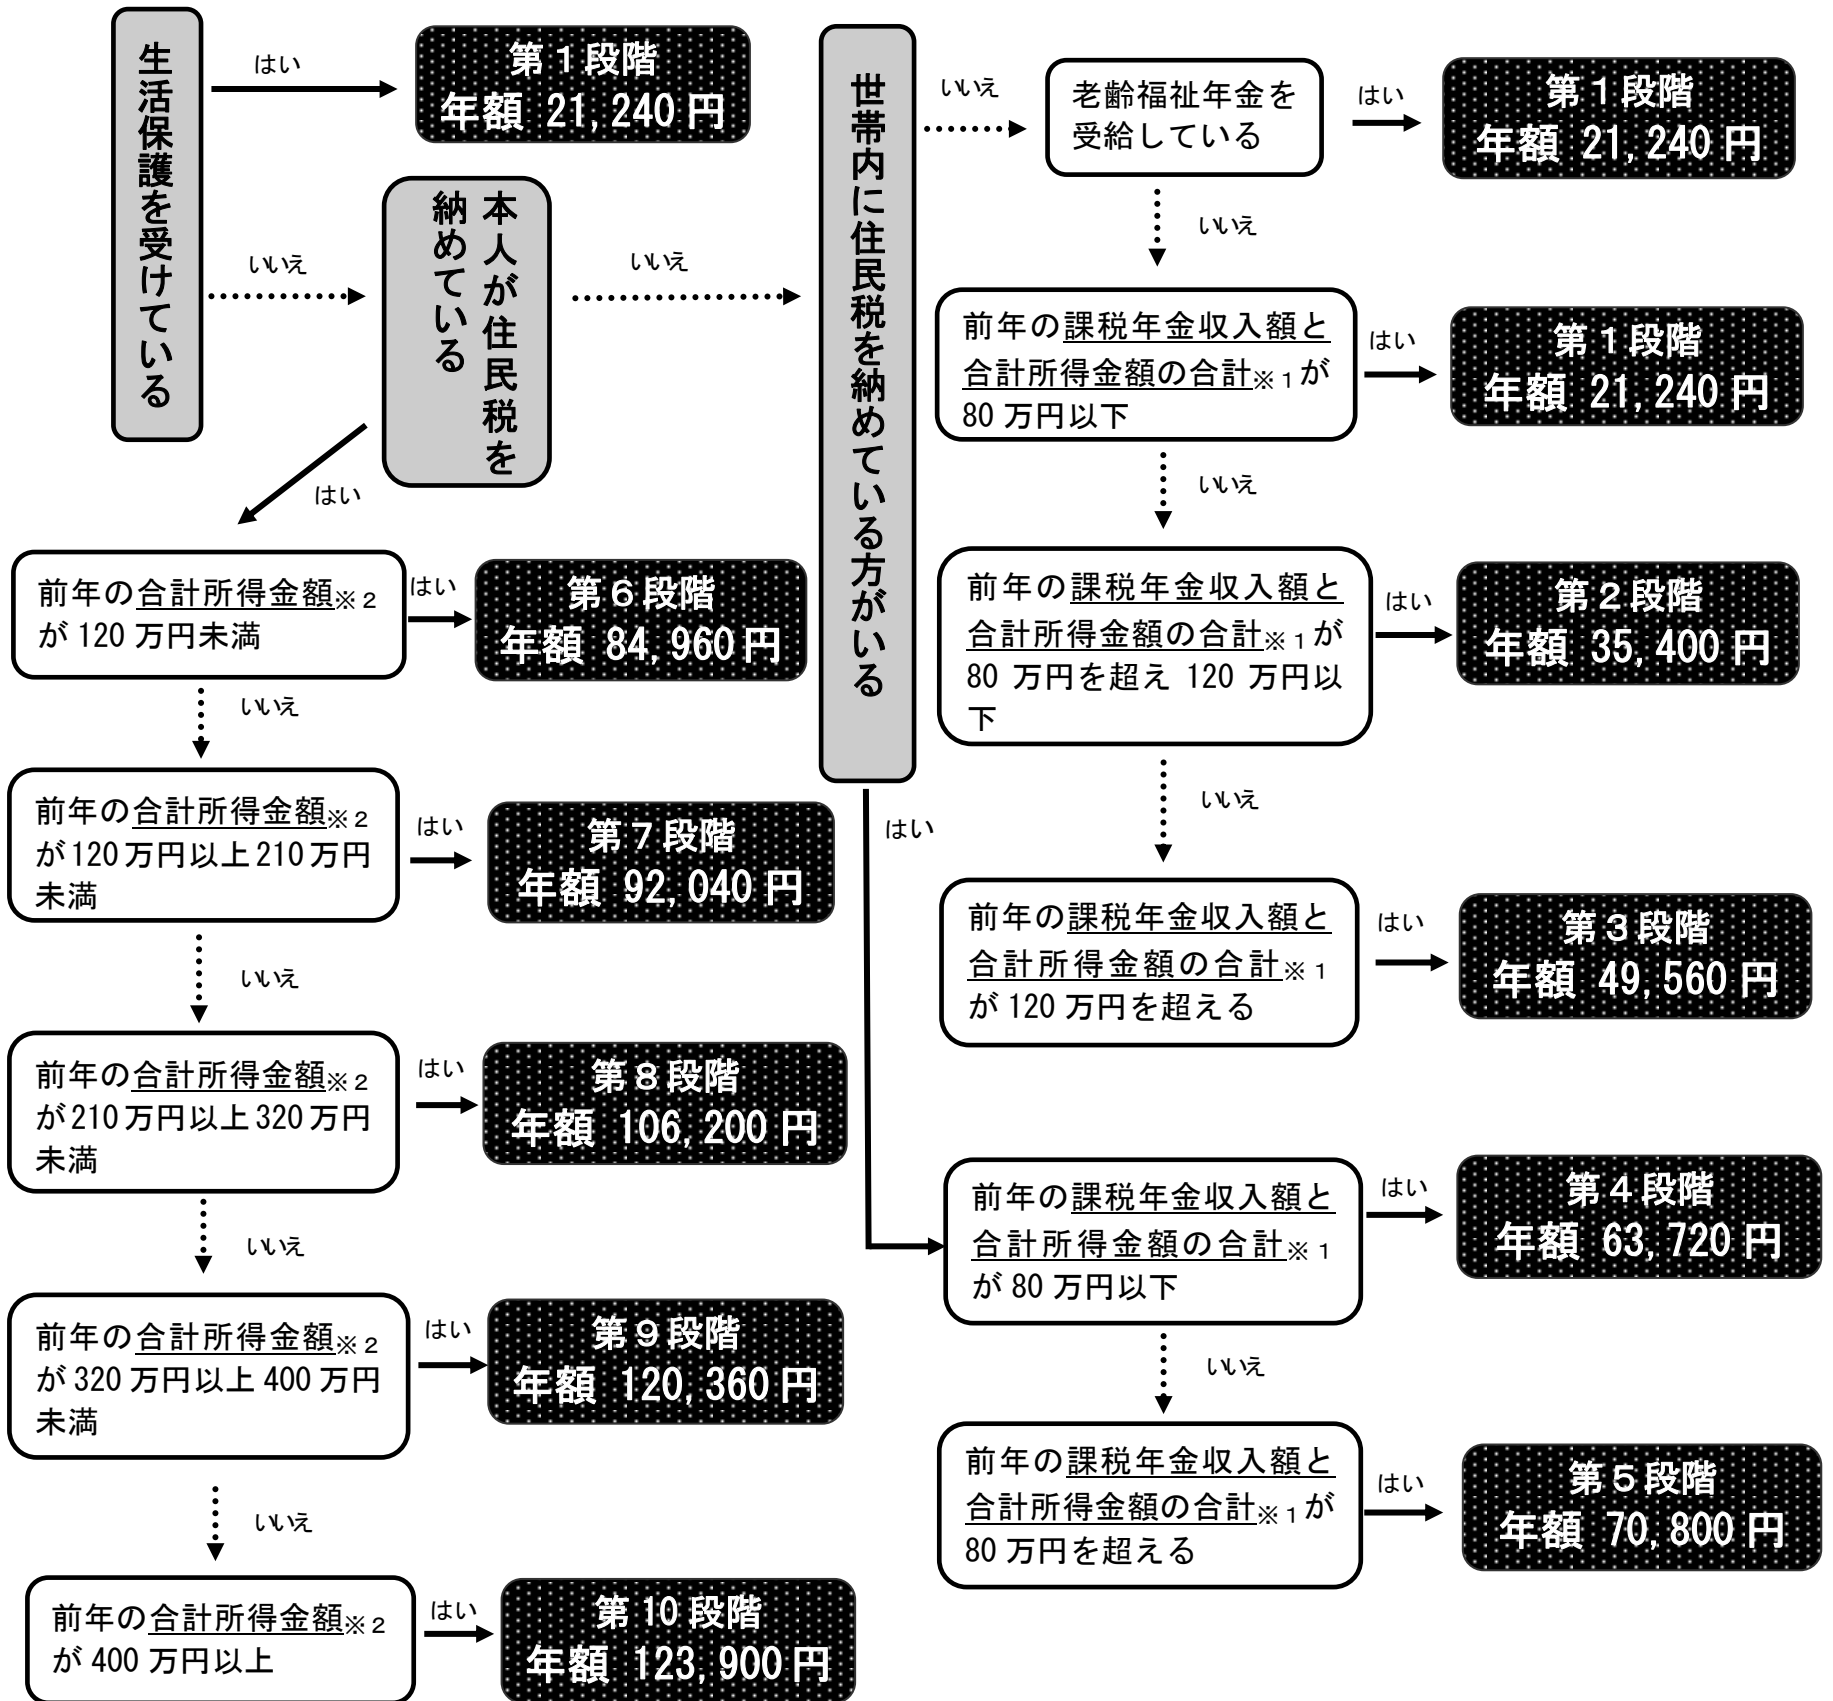 生活保護を受けている
はい
第１段階
年額 21,240 円
いいえ
本人が住民税を
納めている
いいえ
はい
前年の合計所得金額※２
が 120 万円未満
はい
第６段階
年額 84,960 円
いいえ
前年の合計所得金額※２
が 120 万円以上 210 万円
未満
はい
第７段階
年額 92,040 円
いいえ
前年の合計所得金額※２
が 210 万円以上 320 万円
未満
はい
第８段階
年額 106,200 円
いいえ
前年の合計所得金額※２
が 320 万円以上 400 万円
未満
はい
第９段階
年額 120,360 円
いいえ
前年の合計所得金額※２
が 400 万円以上
はい
第 10 段階
年額 123,900 円
世帯内に住民税を納めている方がいる
いいえ
老齢福祉年金を
受給している
はい
第１段階
年額 21,240 円
いいえ
前年の課税年金収入額と
合計所得金額の合計※１が
80 万円以下
はい
第１段階
年額 21,240 円
いいえ
前年の課税年金収入額と
合計所得金額の合計※１が
80 万円を超え 120 万円以
下
はい
第２段階
年額 35,400 円
いいえ
前年の課税年金収入額と
合計所得金額の合計※１
が 120 万円を超える
はい
第３段階
年額 49,560 円
はい
前年の課税年金収入額と
合計所得金額の合計※１
が 80 万円以下
はい
第４段階
年額 63,720 円
いいえ
前年の課税年金収入額と
合計所得金額の合計※１が
80 万円を超える
はい
第５段階
年額 70,800 円